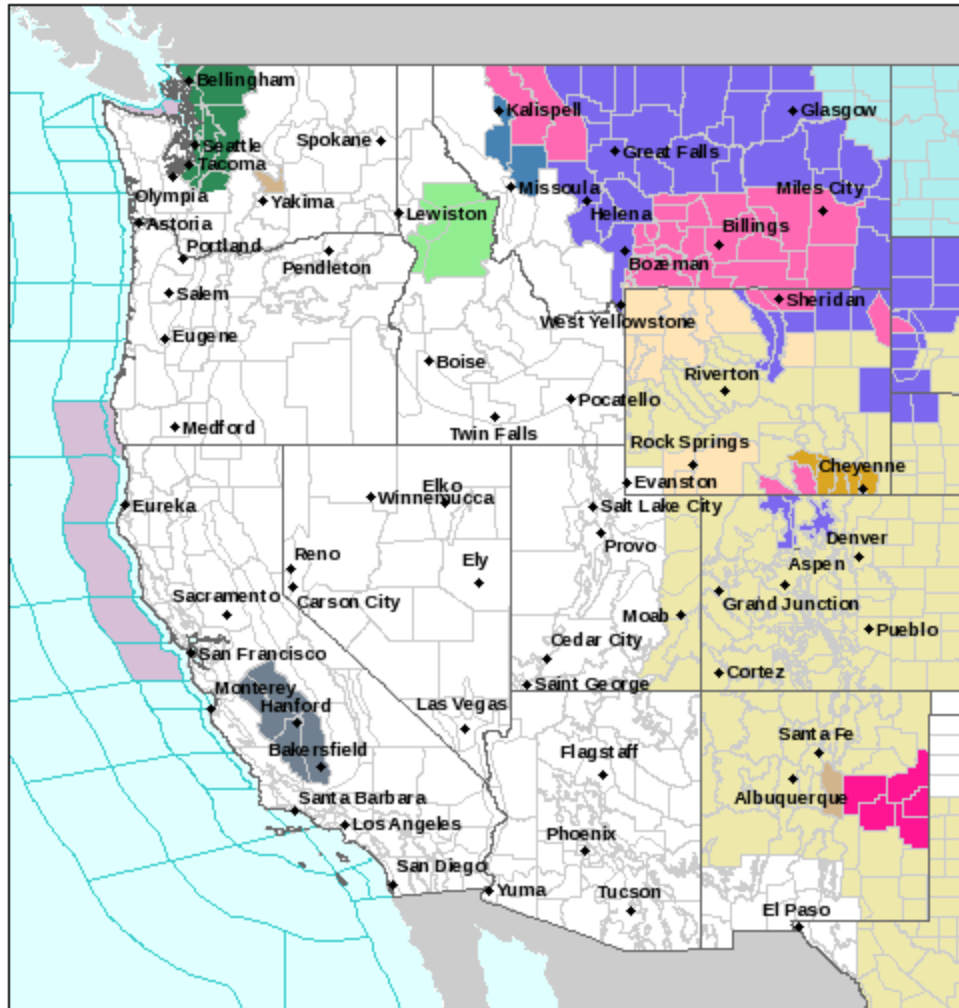 Bellingham
Kalispell
Glasgow
Seattle
Spokane
Great Falls
Tacoma
Missoula
Miles City
Olympia
Yakima
Lewiston
Helena
Astoria
Billings
Portland
Pendleton
Bozeman
Salem
Sheridan
West Yellowstone
Eugene
Boise
Riverton
Pocatello
Medford
Twin Falls
Rock Springs
Cheyenne
Elko
Evanston
Winnemucca
Eureka
Salt Lake City
Denver
Provo
Reno
Ely
Aspen
Sacramento
Carson City
Grand Junction
Moab
Pueblo
Cedar City
San Francisco
Cortez
Monterey
Saint George
Hanford
Las Vegas
Santa Fe
Bakersfield
Flagstaff
Albuquerque
Santa Barbara
Los Angeles
Phoenix
San Diego
Yuma
Tucson
El Paso